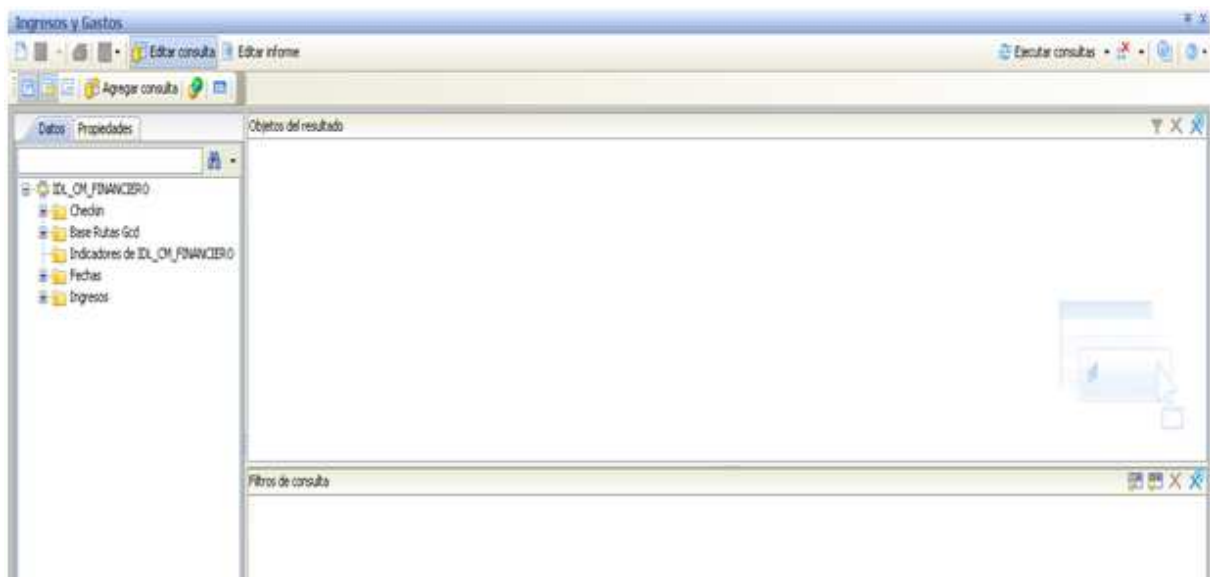 Ingresos y Gastos
Editar consulta Editar informe Ejecutar consultas
Agregar consulta
Datos Propiedades Objetos del resultado
IDL_CM_FINANCIERO
Checkin
Base Rutas Gcd
Indicadores de IDL_CM_FINANCIERO
Fechas
Ingresos
Filtros de consulta